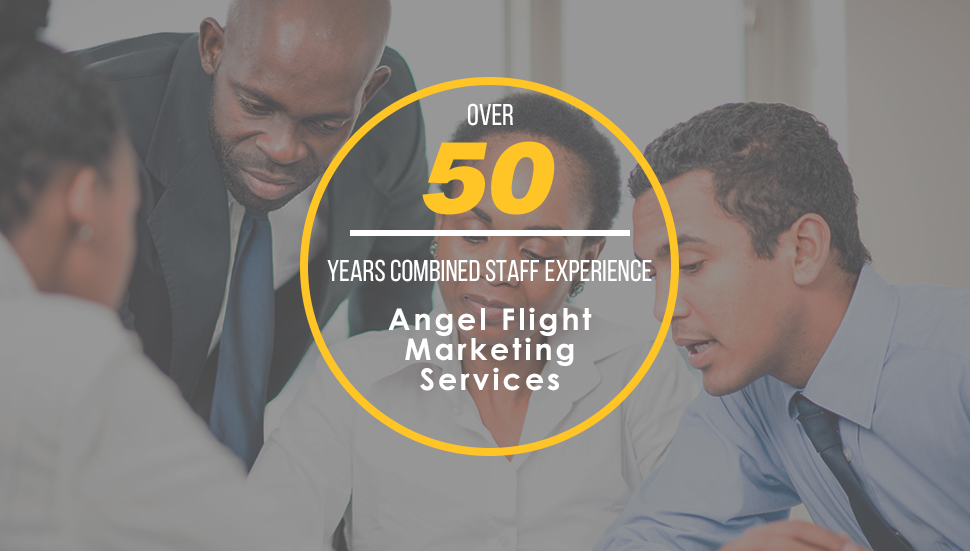 OVER
50
YEARS COMBINED STAFF EXPERIENCE
Angel Flight
Marketing
Services